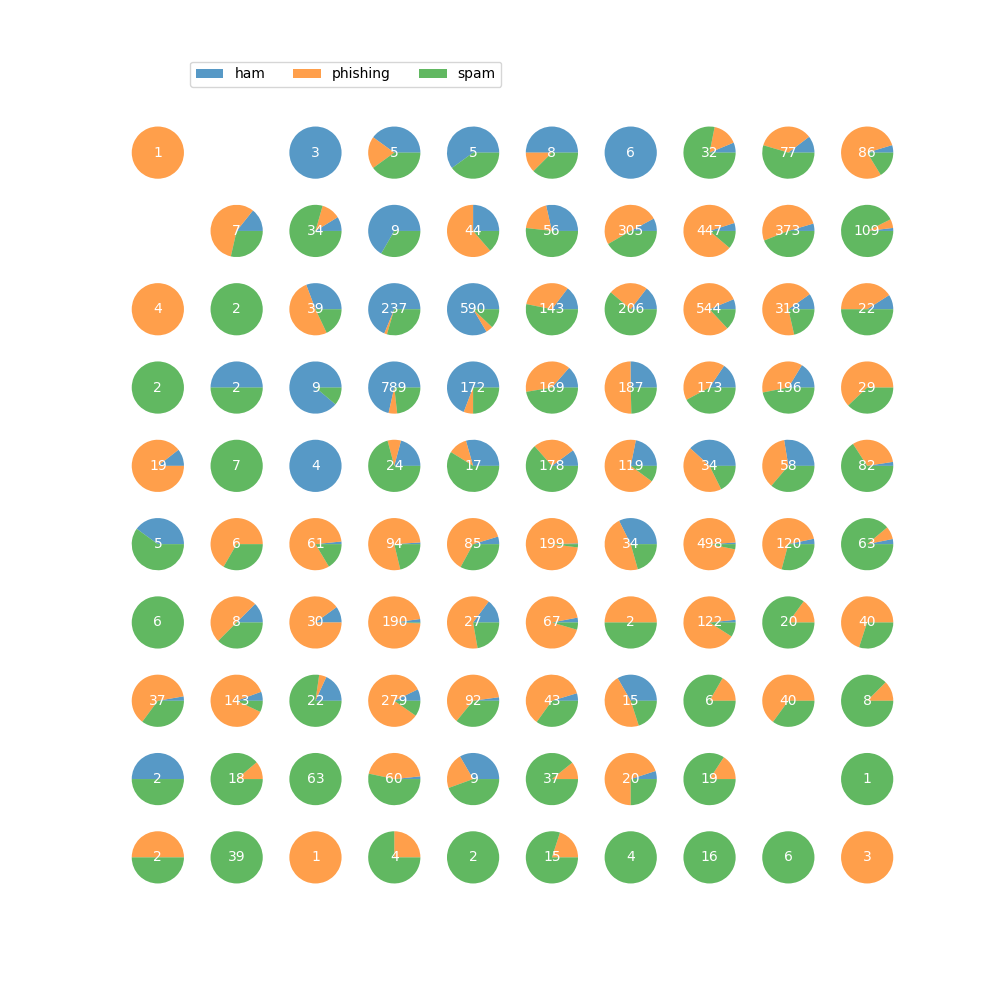 ham phishing spam
1 3 5 5 8 6 32 77 86
7 34 9 44 56 305 447 373 109
4 2 39 237 590 143 206 544 318 22
2 2 9 789 172 169 187 173 196 29
19 7 4 24 17 178 119 34 58 82
5 6 61 94 85 199 34 498 120 63
6 8 30 190 27 67 2 122 20 40
37 143 22 279 92 43 15 6 40 8
2 18 63 60 9 37 20 19 1
2 39 1 4 2 15 4 16 6 3